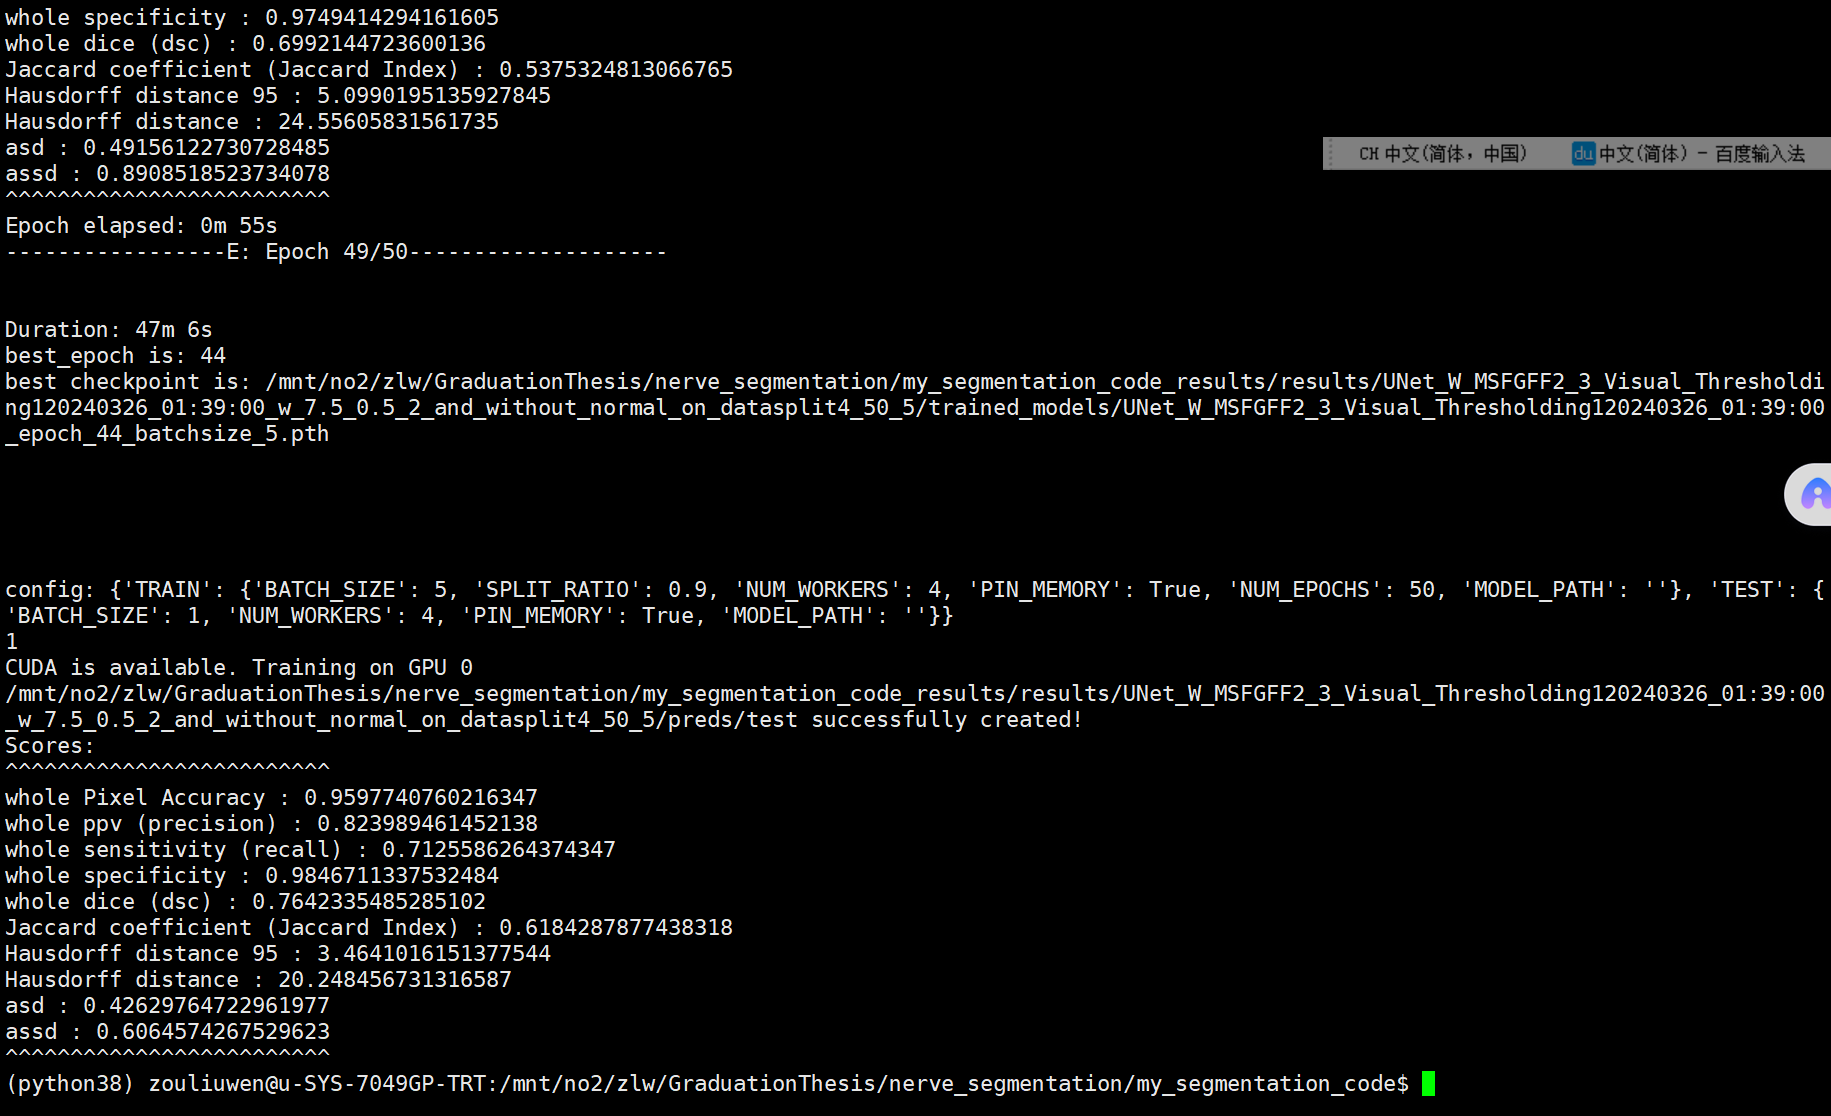 whole specificity : 0.9749414294161605
whole dice (dsc) : 0.6992144723600136
Jaccard coefficient (Jaccard Index) : 0.5375324813066765
Hausdorff distance 95 : 5.0990195135927845
Hausdorff distance : 24.55605831561735
asd : 0.49156122730728485
CH 中文(简体，中国)
du 中文(简体) - 百度输入法
assd : 0.8908518523734078
^^^^^^^^^^^^^^^^^^^^^^^^^
Epoch elapsed: 0m 55s
-----------------E: Epoch 49/50--------------------
Duration: 47m 6s
best_epoch is: 44
best checkpoint is: /mnt/no2/zlw/GraduationThesis/nerve_segmentation/my_segmentation_code_results/results/UNet_W_MSFGFF2_3_Visual_Thresholdi
ng120240326_01:39:00_w_7.5_0.5_2_and_without_normal_on_datasplit4_50_5/trained_models/UNet_W_MSFGFF2_3_Visual_Thresholding120240326_01:39:00
_epoch_44_batchsize_5.pth
config: {'TRAIN': {'BATCH_SIZE': 5, 'SPLIT_RATIO': 0.9, 'NUM_WORKERS': 4, 'PIN_MEMORY': True, 'NUM_EPOCHS': 50, 'MODEL_PATH': ''}, 'TEST': {
'BATCH_SIZE': 1, 'NUM_WORKERS': 4, 'PIN_MEMORY': True, 'MODEL_PATH': ''}}
1
CUDA is available. Training on GPU 0
/mnt/no2/zlw/GraduationThesis/nerve_segmentation/my_segmentation_code_results/results/UNet_W_MSFGFF2_3_Visual_Thresholding120240326_01:39:00
_w_7.5_0.5_2_and_without_normal_on_datasplit4_50_5/preds/test successfully created!
Scores:
^^^^^^^^^^^^^^^^^^^^^^^^^
whole Pixel Accuracy : 0.9597740760216347
whole ppv (precision) : 0.823989461452138
whole sensitivity (recall) : 0.7125586264374347
whole specificity : 0.9846711337532484
whole dice (dsc) : 0.7642335485285102
Jaccard coefficient (Jaccard Index) : 0.6184287877438318
Hausdorff distance 95 : 3.4641016151377544
Hausdorff distance : 20.248456731316587
asd : 0.42629764722961977
assd : 0.6064574267529623
^^^^^^^^^^^^^^^^^^^^^^^^^
(python38) zouliuwen@u-SYS-7049GP-TRT:/mnt/no2/zlw/GraduationThesis/nerve_segmentation/my_segmentation_code$